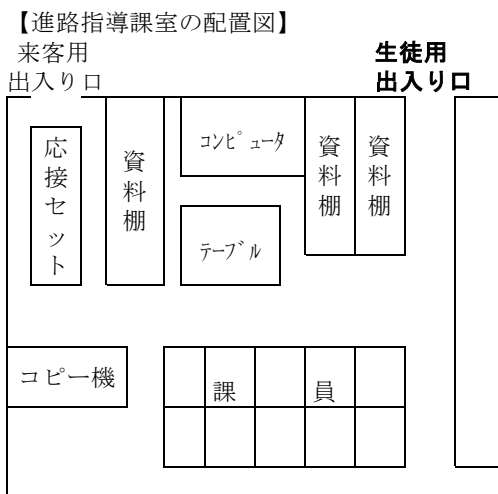 【進路指導課室の配置図】
来客用
出入り口
生徒用
出入り口
応接セット
資料棚
コンピュータ
資料棚
資料棚
テーブル
コピー機
課員